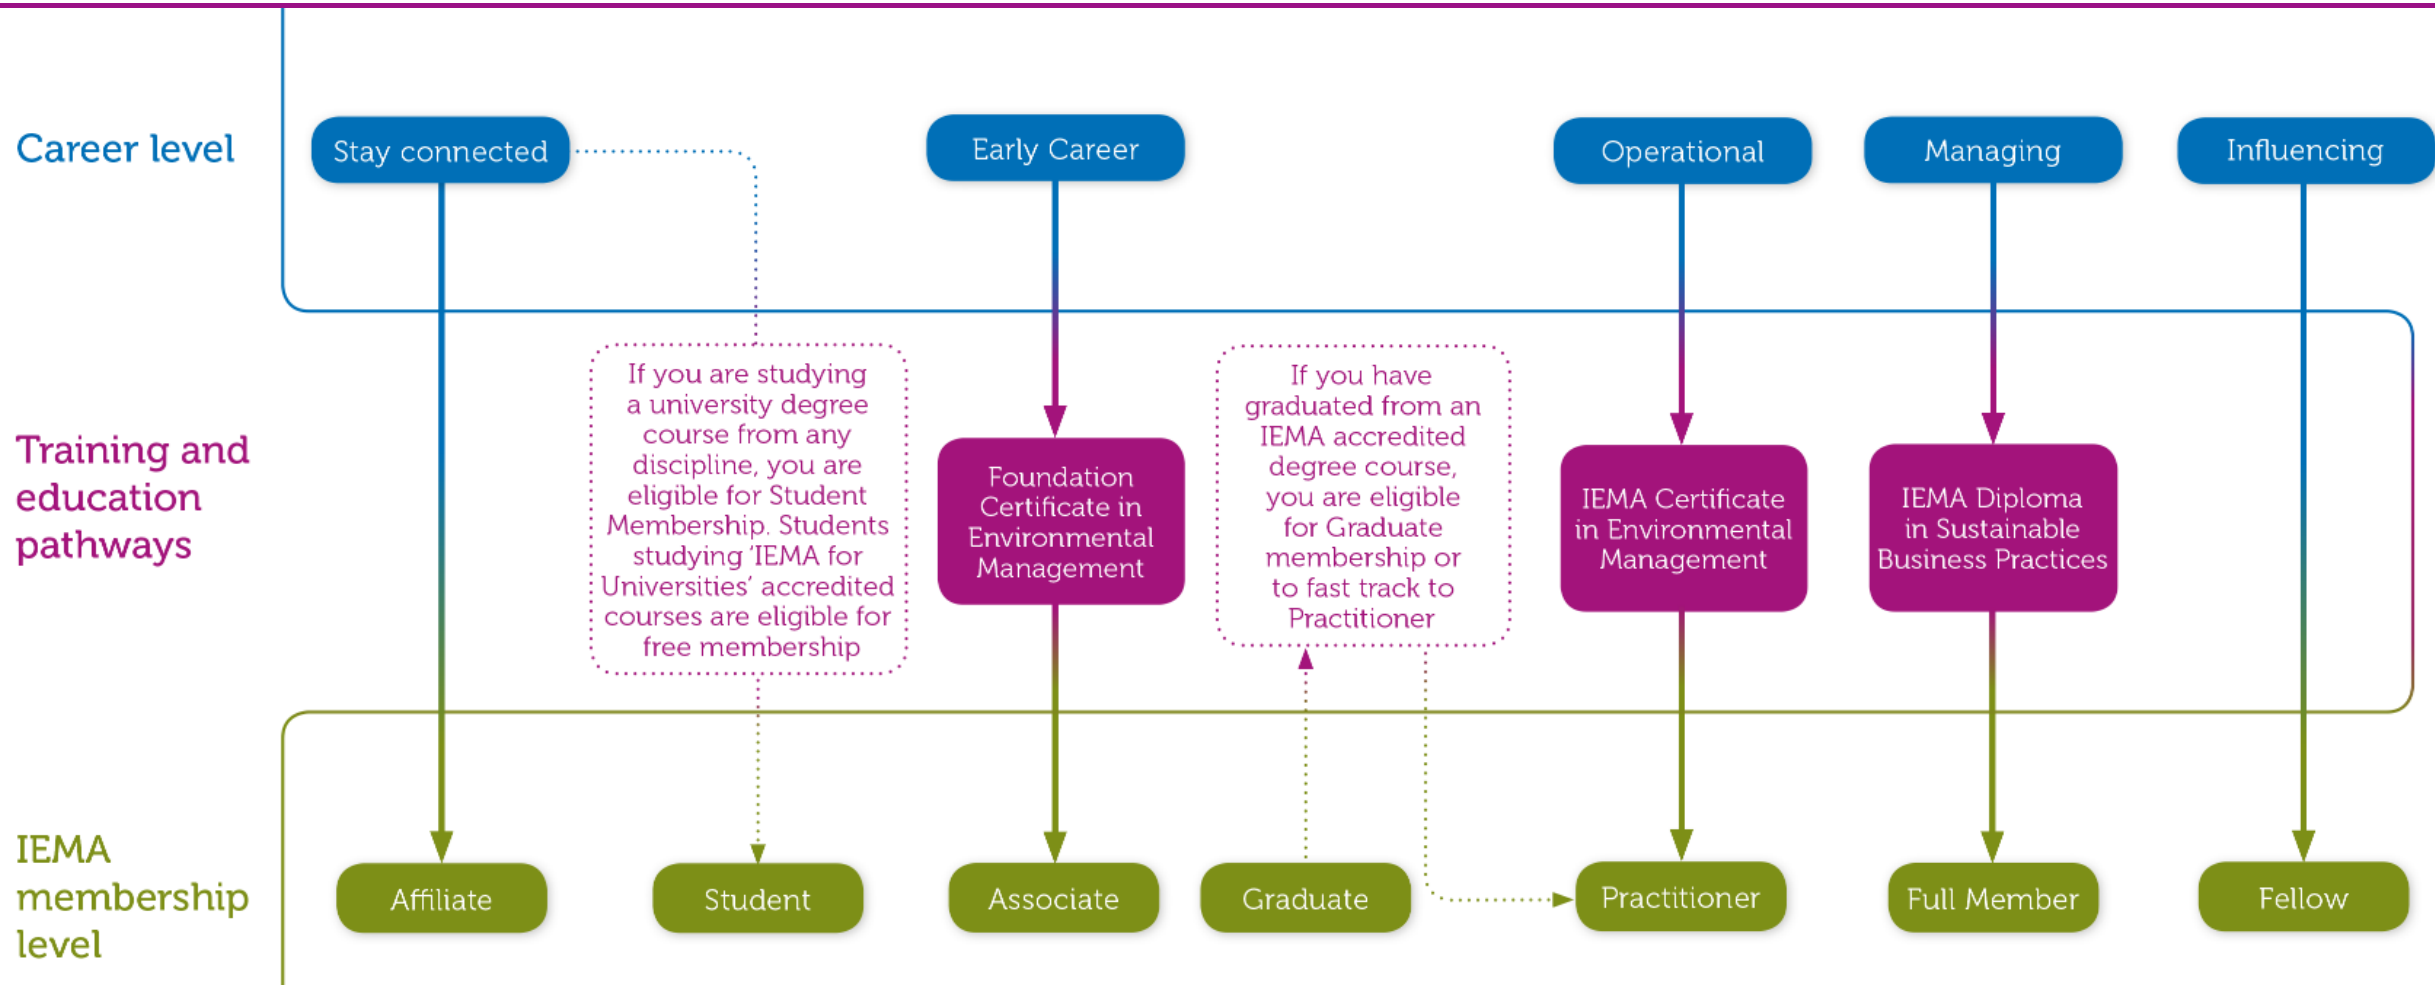 Career level
Stay connected
Early Career
Operational
Managing
Influencing
Training and
education
pathways
If you are studying
a university degree
course from any
discipline, you are
eligible for Student
Membership. Students
studying ‘IEMA for
Universities’ accredited
courses are eligible for
free membership
Foundation
Certificate in
Environmental
Management
If you have
graduated from an
IEMA accredited
degree course,
you are eligible
for Graduate
membership or
to fast track to
Practitioner
IEMA Certificate
in Environmental
Management
IEMA Diploma
in Sustainable
Business Practices
IEMA
membership
level
Affiliate
Student
Associate
Graduate
Practitioner
Full Member
Fellow